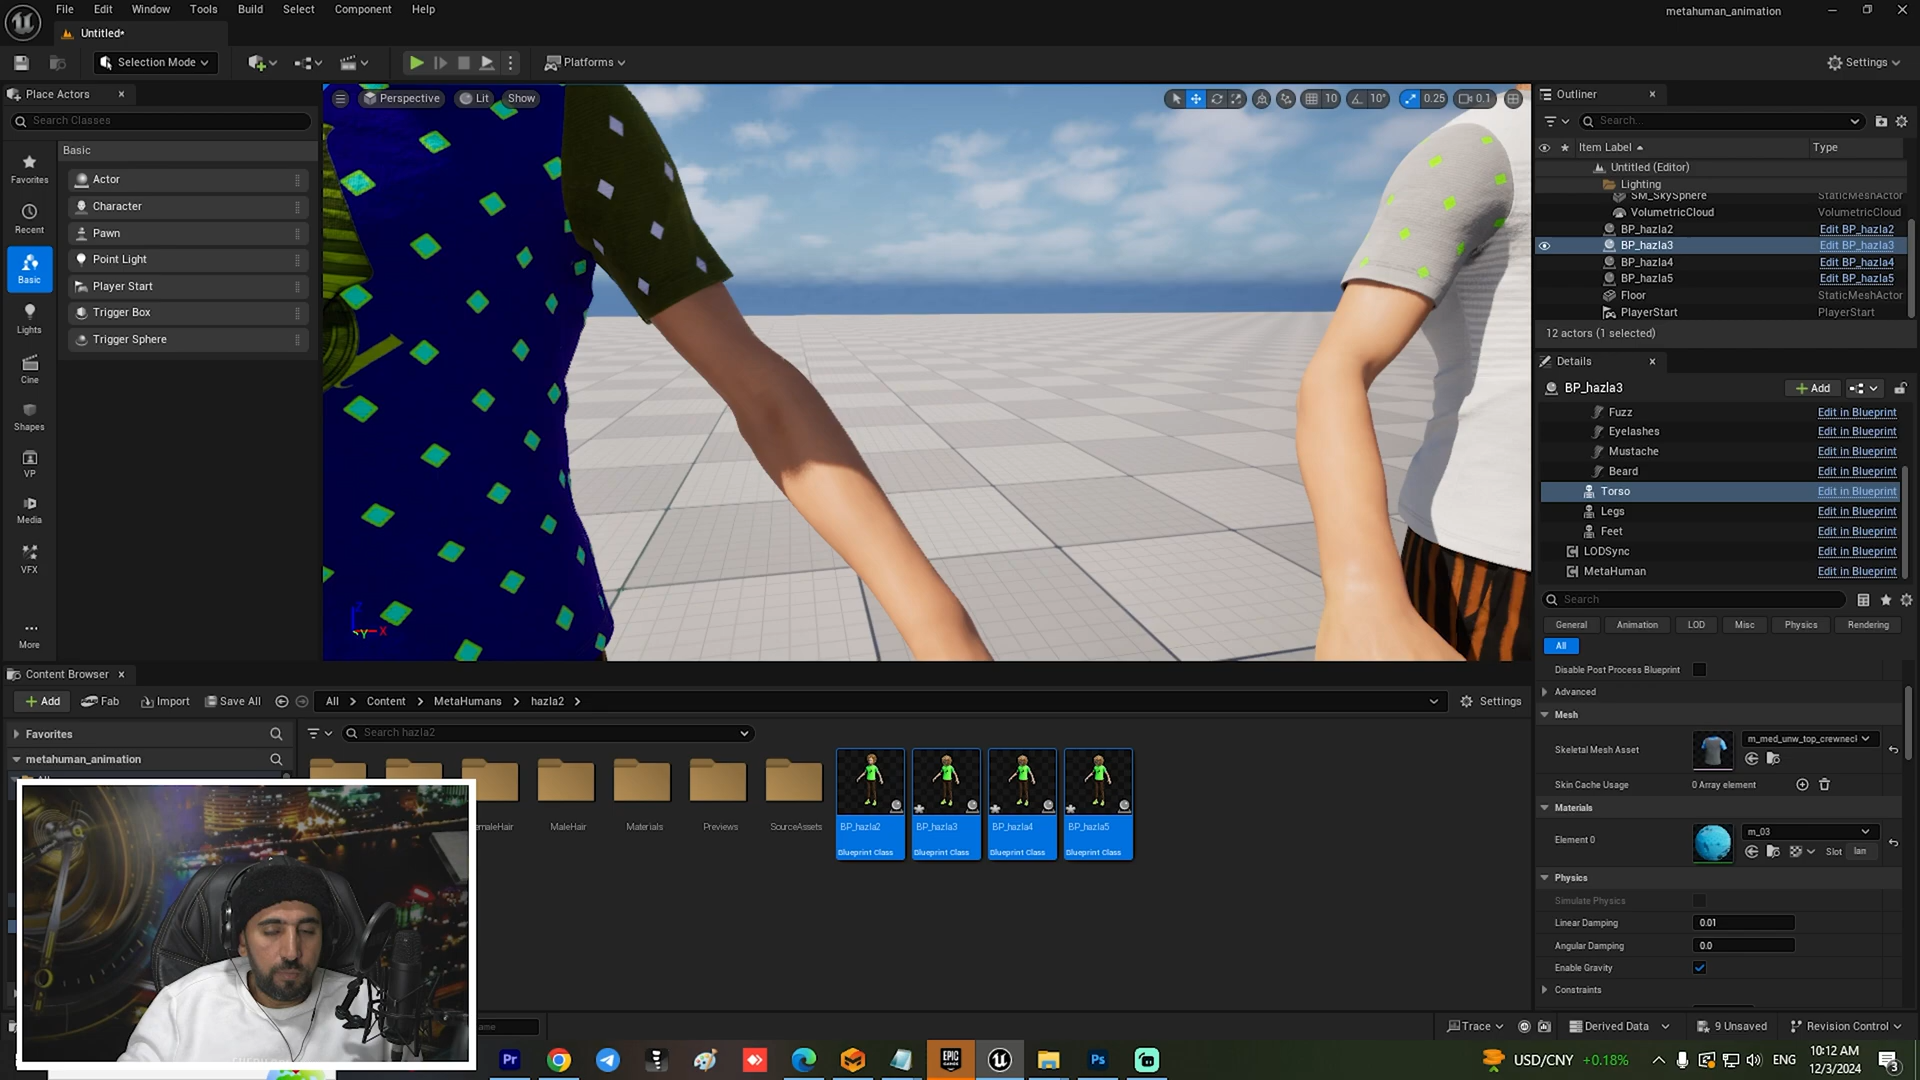 File Edit Window Tools Build Select Component Help
metahuman_animation
Untitled*
Selection Mode
Platforms
Settings
Place Actors
Search Classes
Basic
Favorites
Recent
Basic
Lights
Cine
Shapes
VP
Media
VFX
More
Actor
Character
Pawn
Point Light
Player Start
Trigger Box
Trigger Sphere
Perspective Lit Show
10 10° 0.25 0.1
X
Outliner
Search...
Item Label Type
Untitled (Editor)
Lighting
SM_SkySphere StaticMeshActor
VolumetricCloud VolumetricCloud
BP_hazla2 Edit BP_hazla2
BP_hazla3 Edit BP_hazla3
BP_hazla4 Edit BP_hazla4
BP_hazla5 Edit BP_hazla5
Floor StaticMeshActor
PlayerStart PlayerStart
12 actors (1 selected)
Details
BP_hazla3 Add
Fuzz Edit in Blueprint
Eyelashes Edit in Blueprint
Mustache Edit in Blueprint
Beard Edit in Blueprint
Torso Edit in Blueprint
Legs Edit in Blueprint
Feet Edit in Blueprint
LODSync Edit in Blueprint
MetaHuman Edit in Blueprint
Search
General Animation LOD Misc Physics Rendering
All
Disable Post Process Blueprint
Advanced
Mesh
Skeletal Mesh Asset m_med_unw_top_crewnecl
Skin Cache Usage 0 Array element
Materials
Element 0 m_03
Slot lam
Physics
Simulate Physics
Linear Damping 0.01
Angular Damping 0.0
Enable Gravity
Constraints
Content Browser
Add Fab Import Save All All Content MetaHumans hazla2 Settings
Favorites
metahuman_animation
Search hazla2
emaleHair MaleHair Materials Previews SourceAssets
BP_hazla2 BP_hazla3 BP_hazla4 BP_hazla5
Blueprint Class Blueprint Class Blueprint Class Blueprint Class
Trace Derived Data 9 Unsaved Revision Control
Pr EPIC GAMES Ps
USD/CNY +0.18% ENG
10:12 AM
12/3/2024
3